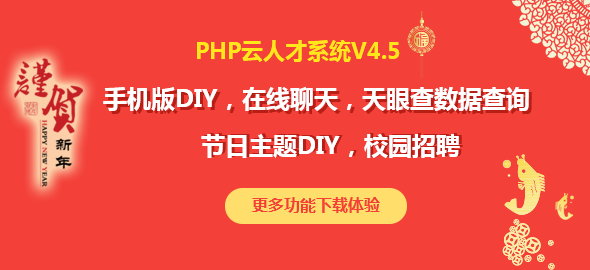 PHP云人才系统V4.5
手机版DIY，在线聊天，天眼查数据查询
节日主题DIY，校园招聘
更多功能下载体验
謹賀
新年
HAPPY NEW YEAR
福